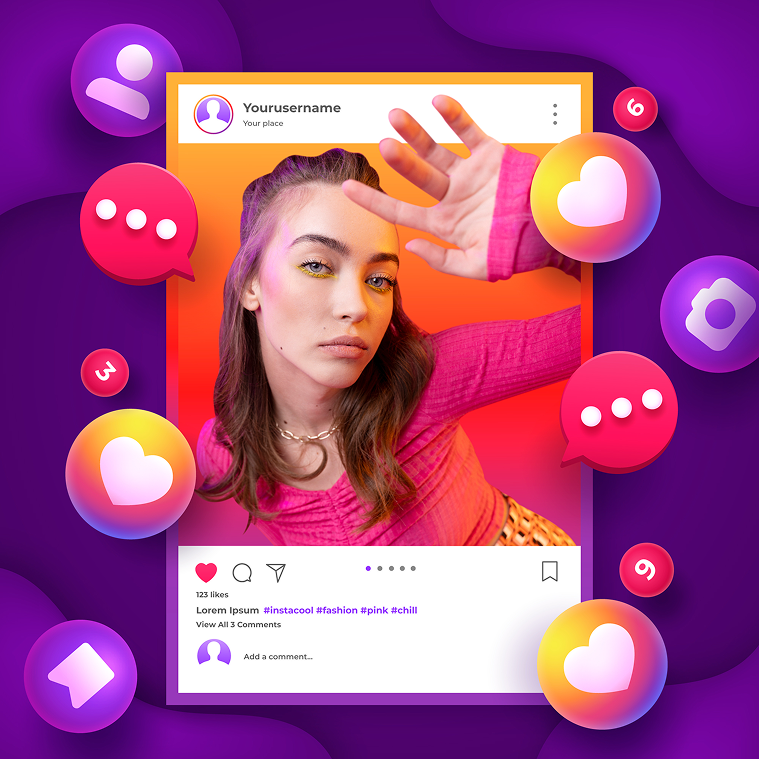 Yourusername
Your place
6
3
6
123 likes
Lorem Ipsum #instacool #fashion #pink #chill
View All 3 Comments
Add a comment...